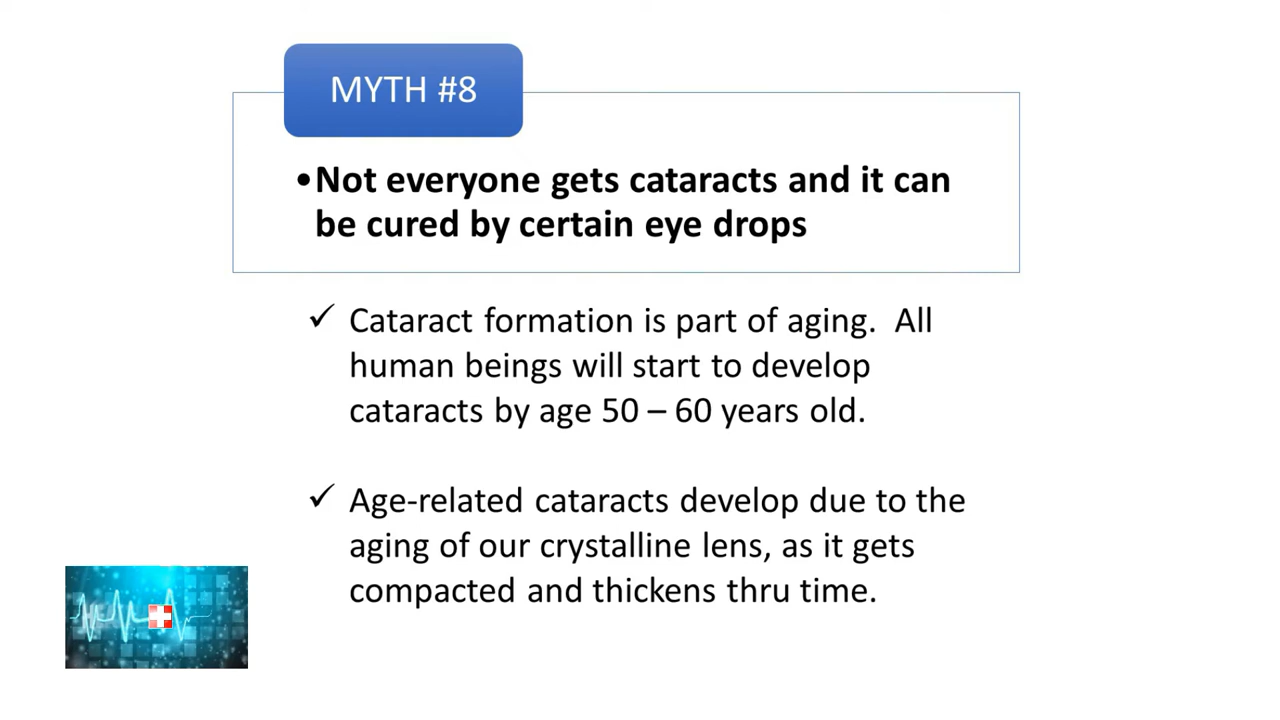 MYTH #8
•Not everyone gets cataracts and it can
be cured by certain eye drops
✓ Cataract formation is part of aging.  All
human beings will start to develop
cataracts by age 50 – 60 years old.
✓ Age-related cataracts develop due to the
aging of our crystalline lens, as it gets
compacted and thickens thru time.